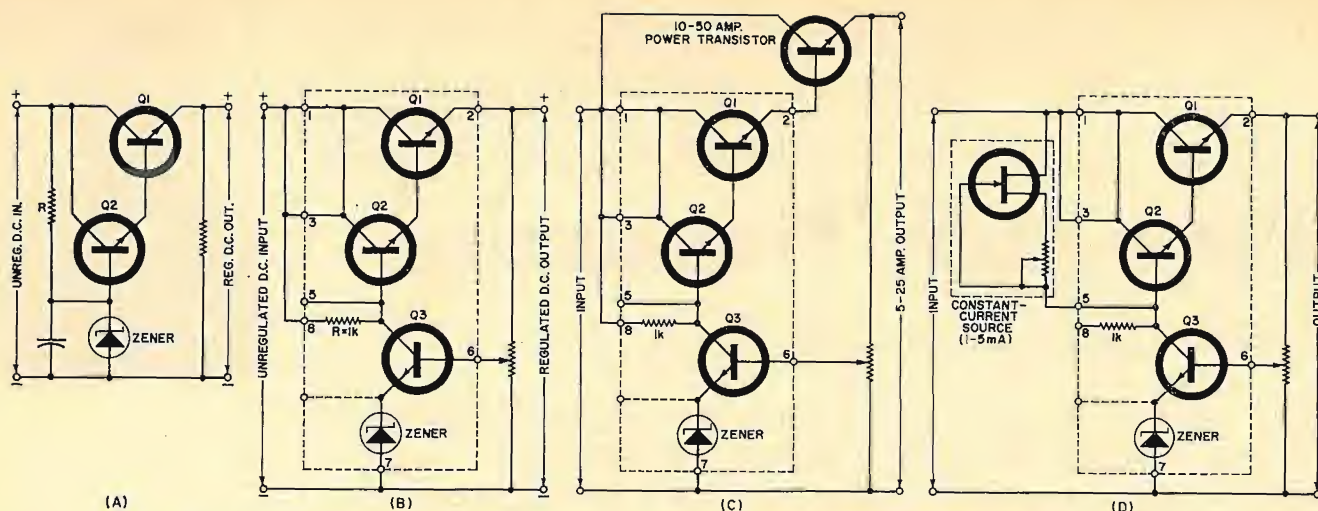 +
UNREG. D.C. IN.
R
Q1
Q2
ZENER
+
REG. D.C. OUT.
(A)
+
UNREGULATED D.C. INPUT
1
Q1
2
3
Q2
5
8
R=1k
Q3
6
ZENER
7
+
REGULATED D.C. OUTPUT
(B)
10-50 AMP.
POWER TRANSISTOR
INPUT
1
Q1
2
3
Q2
5
8
1k
Q3
6
ZENER
7
5-25 AMP. OUTPUT
(C)
INPUT
CONSTANT-
CURRENT
SOURCE
(1-5mA)
1
Q1
2
3
Q2
5
8
1k
Q3
6
ZENER
7
OUTPUT
(D)